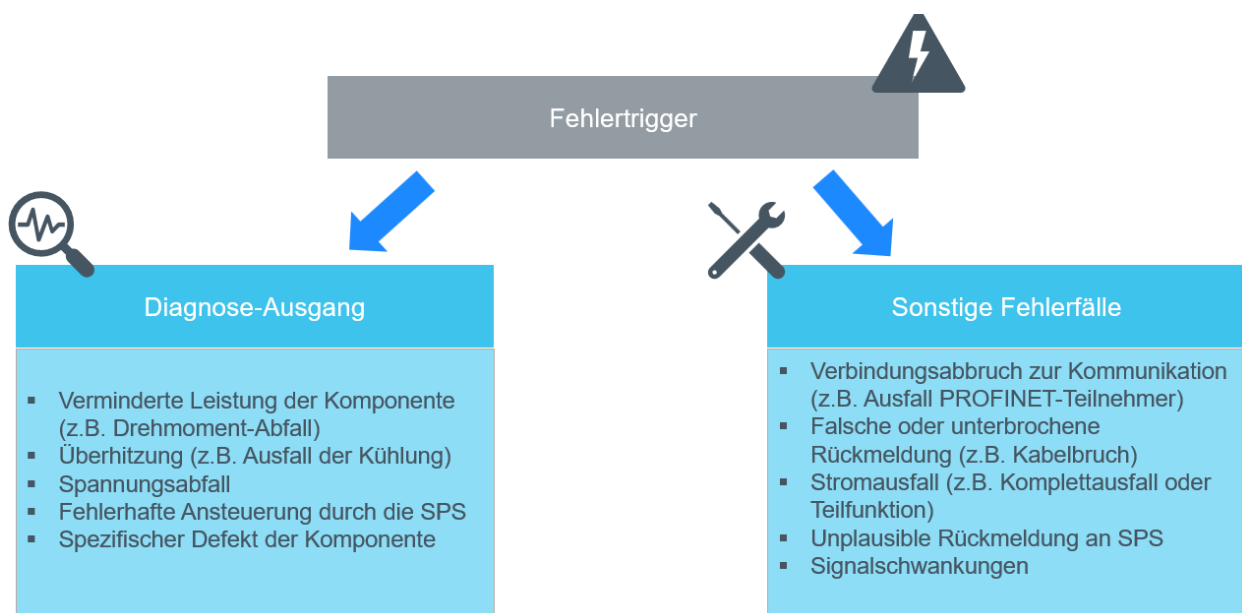 Fehlertrigger
Diagnose-Ausgang
▪ Verminderte Leistung der Komponente
(z.B. Drehmoment-Abfall)
▪ Überhitzung (z.B. Ausfall der Kühlung)
▪ Spannungsabfall
▪ Fehlerhafte Ansteuerung durch die SPS
▪ Spezifischer Defekt der Komponente
Sonstige Fehlerfälle
▪ Verbindungsabbruch zur Kommunikation
(z.B. Ausfall PROFINET-Teilnehmer)
▪ Falsche oder unterbrochene
Rückmeldung (z.B. Kabelbruch)
▪ Stromausfall (z.B. Komplettausfall oder
Teilfunktion)
▪ Unplausible Rückmeldung an SPS
▪ Signalschwankungen